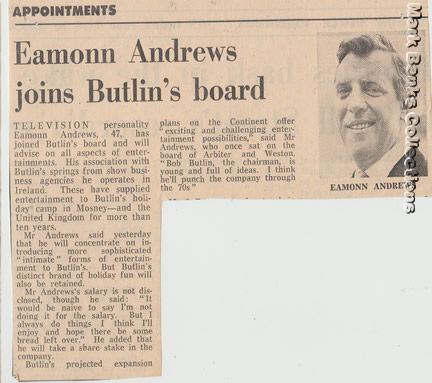 APPOINTMENTS
Eamonn Andrews
joins Butlin's board
TELEVISION personality
Eamonn Andrews, 47, has
joined Butlin's board and will
advise on all aspects of enter-
tainments. His association with
Butlin's springs from show busi-
ness agencies he operates in
Ireland. These have supplied
entertainment to Butlin's holi-
day camp in Mosney—and the
United Kingdom for more than
ten years.
Mr Andrews said yesterday
that he will concentrate on in-
troducing more sophisticated
"intimate" forms of entertain-
ment to Butlin's. But Butlin's
distinct brand of holiday fun will
also be retained.
Mr Andrews's salary is not dis-
closed, though he said: "It
would be naive to say I'm not
doing it for the salary. But I
always do things I think I'll
enjoy and hope there be some
bread left over." He added that
he will take a share stake in the
company.
Butlin's projected expansion
plans on the Continent offer
"exciting and challenging enter-
tainment possibilities," said Mr
Andrews, who once sat on the
board of Arbiter and Weston.
"Bob Butlin, the chairman, is
young and full of ideas. I think
he'll punch the company through
the 70s"
EAMONN ANDREWS
Mark Banks Collections